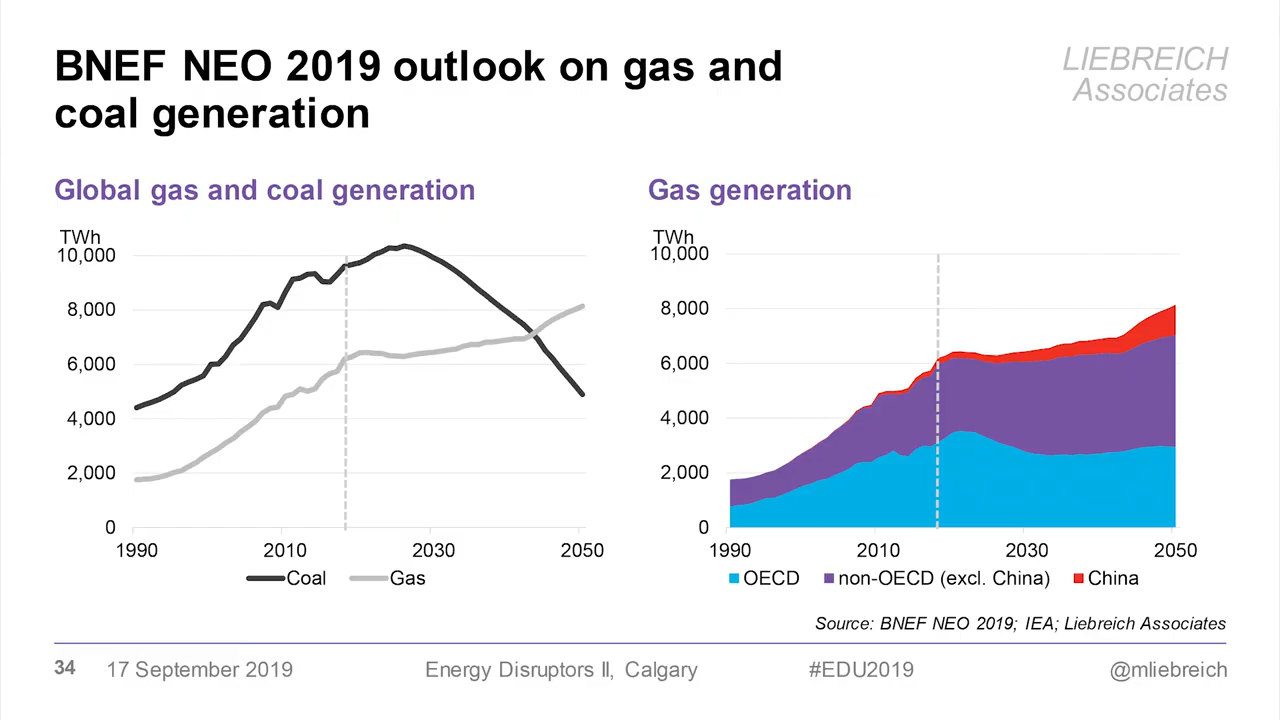 BNEF NEO 2019 outlook on gas and
coal generation
LIEBREICH
Associates
Global gas and coal generation
TWh
10,000
8,000
6,000
4,000
2,000
0
1990 2010 2030 2050
Coal Gas
Gas generation
TWh
10,000
8,000
6,000
4,000
2,000
0
1990 2010 2030 2050
OECD non-OECD (excl. China) China
Source: BNEF NEO 2019; IEA; Liebreich Associates
34 17 September 2019 Energy Disruptors II, Calgary #EDU2019 @mliebreich